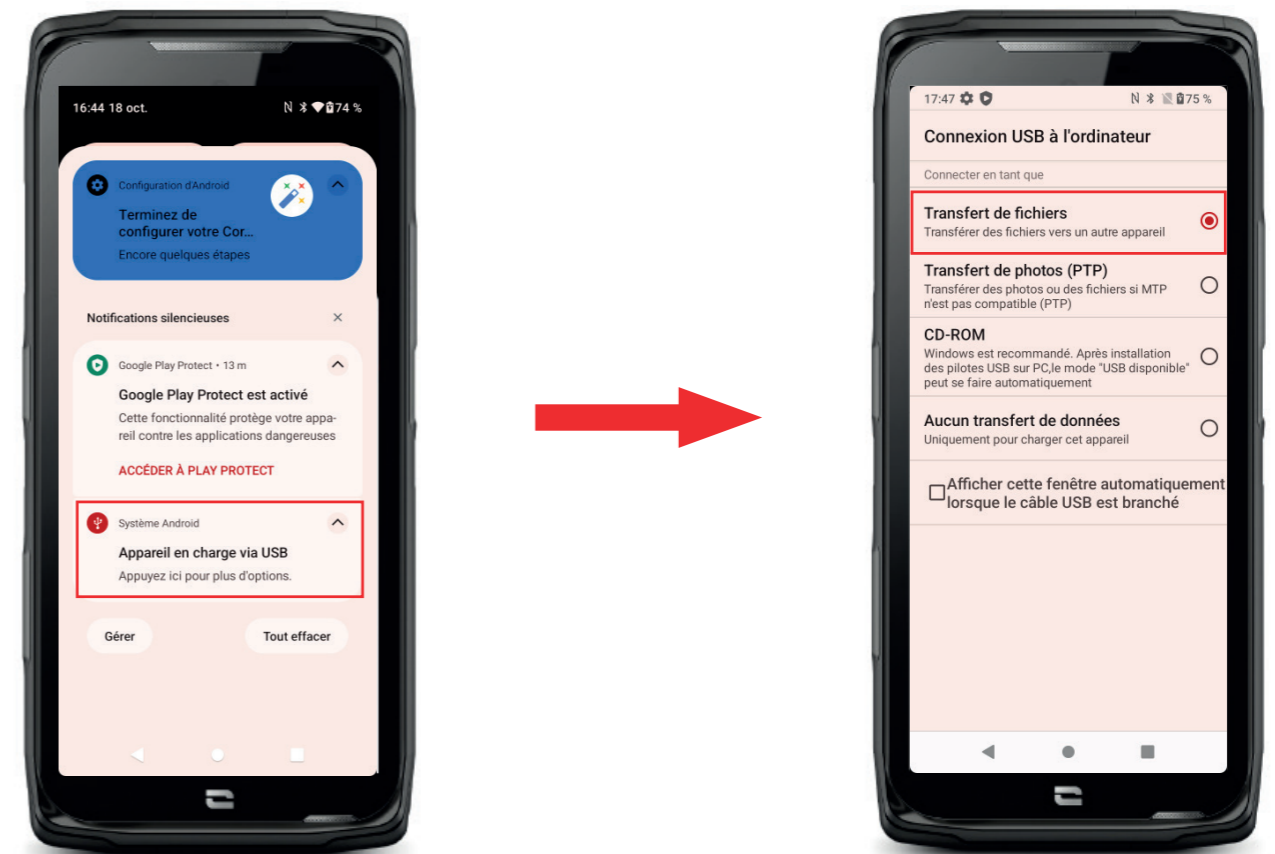 16:44 18 oct.
74 %
Configuration d'Android
Terminez de
configurer votre Cor...
Encore quelques étapes
Notifications silencieuses
Google Play Protect • 13 m
Google Play Protect est activé
Cette fonctionnalité protège votre appa-
reil contre les applications dangereuses
ACCÉDER À PLAY PROTECT
Système Android
Appareil en charge via USB
Appuyez ici pour plus d'options.
Gérer
Tout effacer
17:47
75 %
Connexion USB à l'ordinateur
Connecter en tant que
Transfert de fichiers
Transférer des fichiers vers un autre appareil
Transfert de photos (PTP)
Transférer des photos ou des fichiers si MTP
n'est pas compatible (PTP)
CD-ROM
Windows est recommandé. Après installation
des pilotes USB sur PC,le mode "USB disponible"
peut se faire automatiquement
Aucun transfert de données
Uniquement pour charger cet appareil
Afficher cette fenêtre automatiquement
lorsque le câble USB est branché